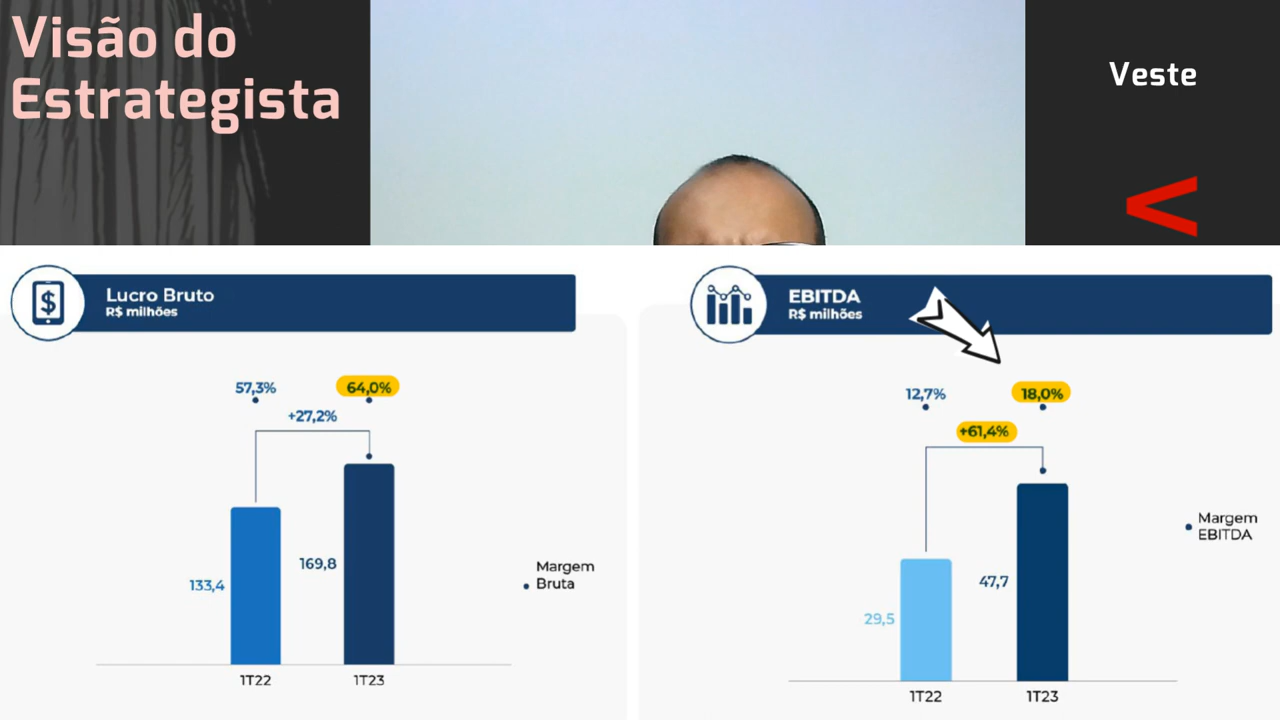 Visão do
Estrategista
Veste
<
Lucro Bruto
R$ milhões
57,3%
64,0%
+27,2%
133,4
169,8
Margem
Bruta
1T22
1T23
EBITDA
R$ milhões
12,7%
18,0%
+61,4%
29,5
47,7
Margem
EBITDA
1T22
1T23